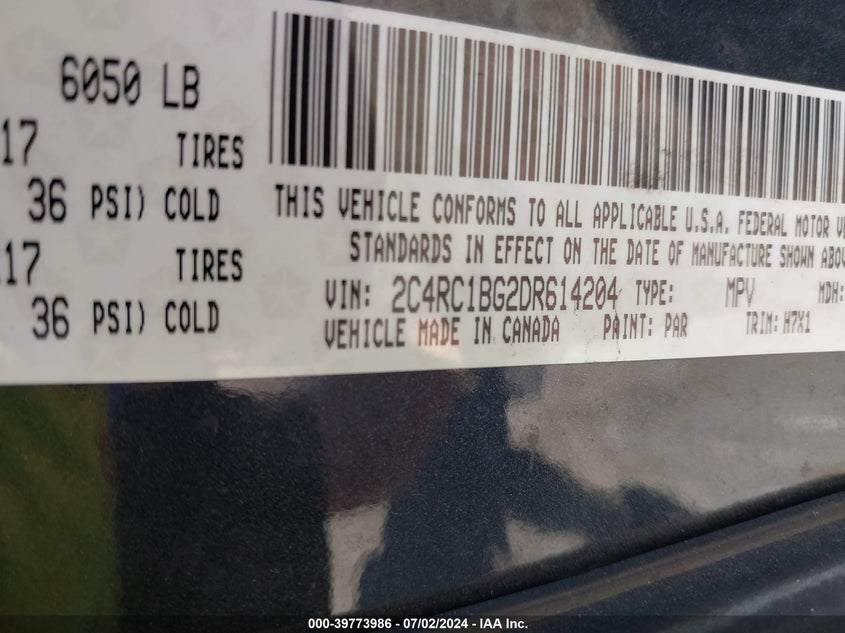 6050 LB
17 TIRES
36 PSI) COLD
17 TIRES
36 PSI) COLD
THIS VEHICLE CONFORMS TO ALL APPLICABLE U.S.A. FEDERAL MOTOR
STANDARDS IN EFFECT ON THE DATE OF MANUFACTURE SHOWN
VIN: 2C4RC1BG2DR614204 TYPE: MPV MDH:
VEHICLE MADE IN CANADA PAINT: PAR TRIM: H7X1
000-39773986 - 07/02/2024 - IAA Inc.